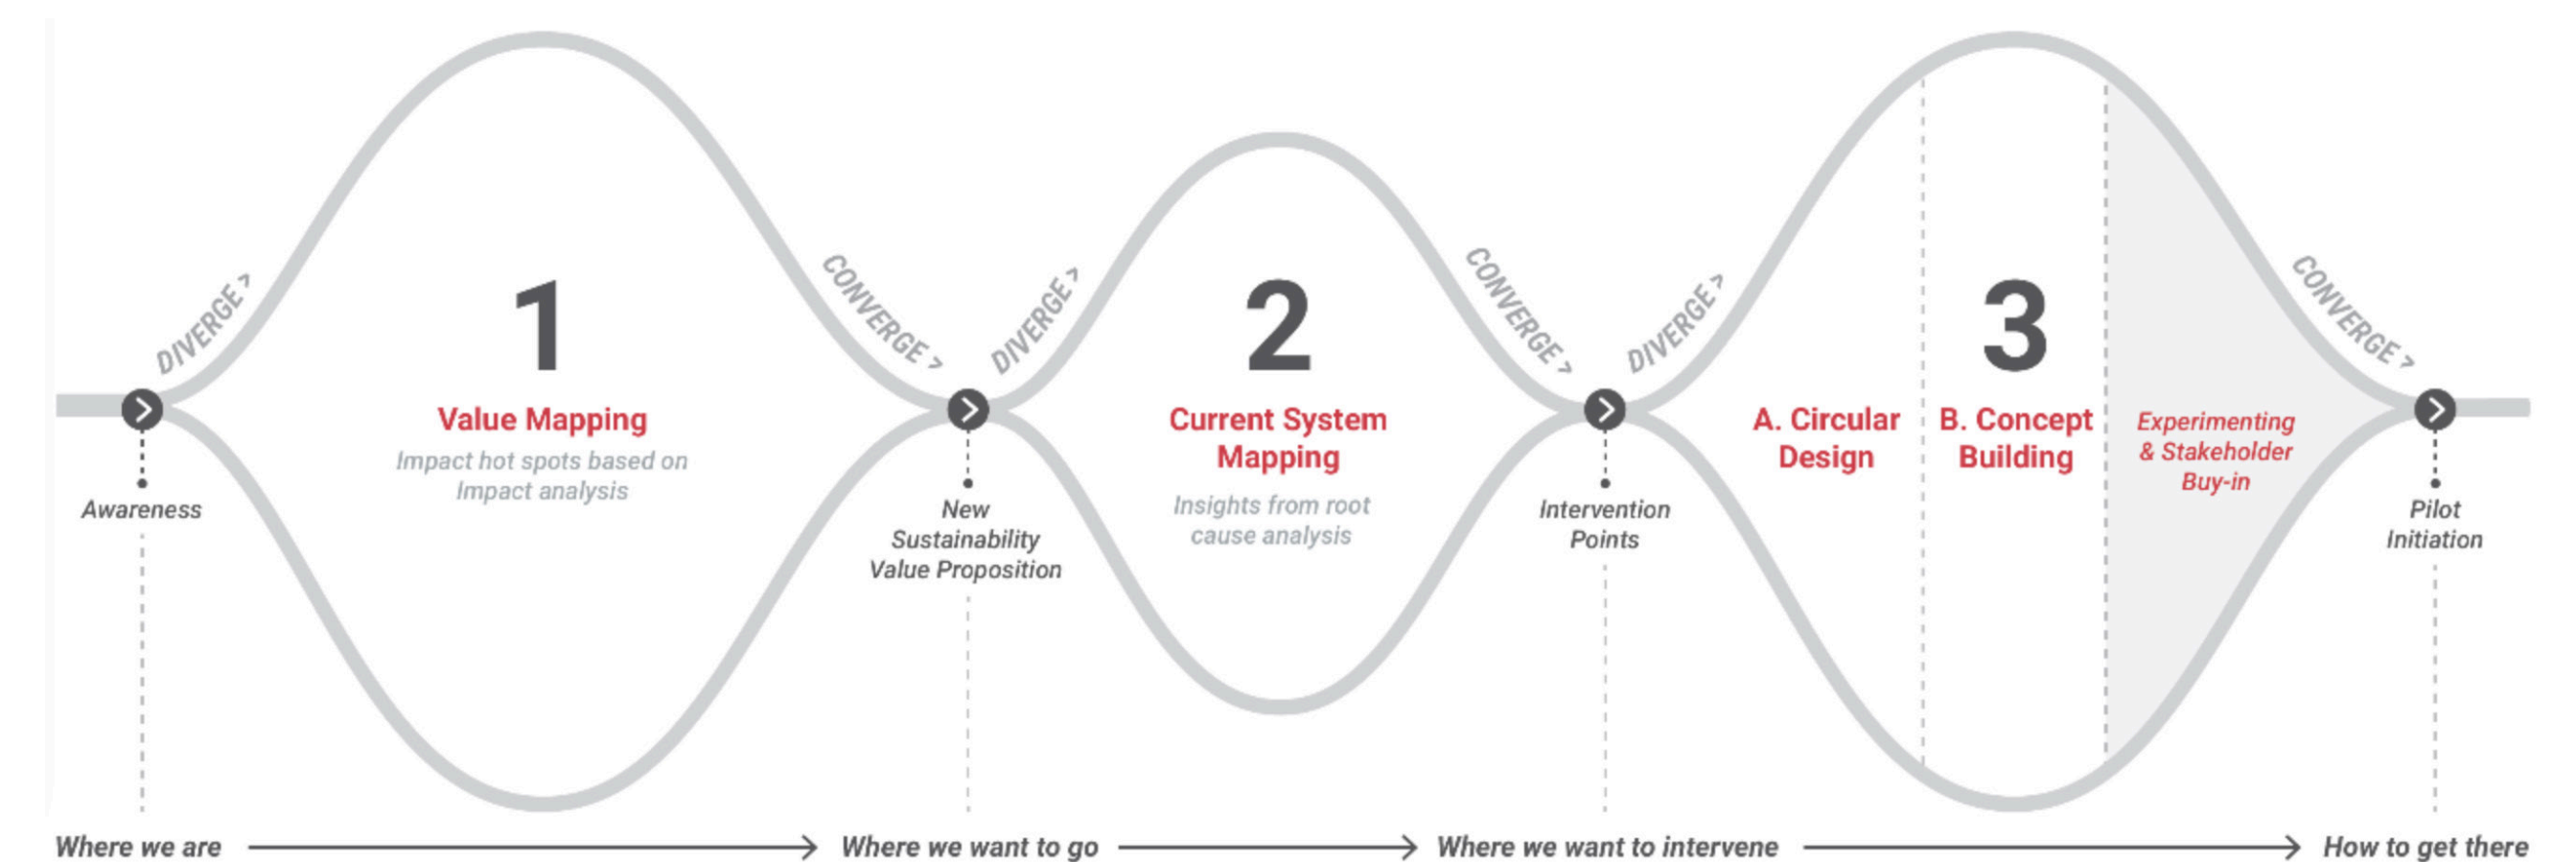 DIVERGE >
1
Value Mapping
Impact hot spots based on
Impact analysis
CONVERGE >
Awareness
DIVERGE >
2
Current System
Mapping
Insights from root
cause analysis
CONVERGE >
New
Sustainability
Value Proposition
DIVERGE >
3
A. Circular
Design
B. Concept
Building
Experimenting
& Stakeholder
Buy-in
CONVERGE >
Intervention
Points
Pilot
Initiation
Where we are
Where we want to go
Where we want to intervene
How to get there